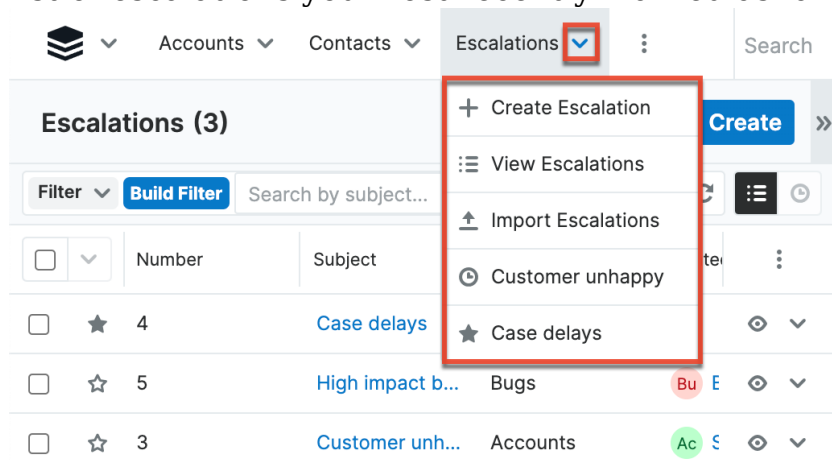 Accounts Contacts Escalations Search
Escalations (3) Create
Create Escalation
View Escalations
Import Escalations
Customer unhappy
Case delays
Filter Build Filter Search by subject...
Number Subject
4 Case delays
5 High impact b... Bugs Bu
3 Customer unh... Accounts Ac